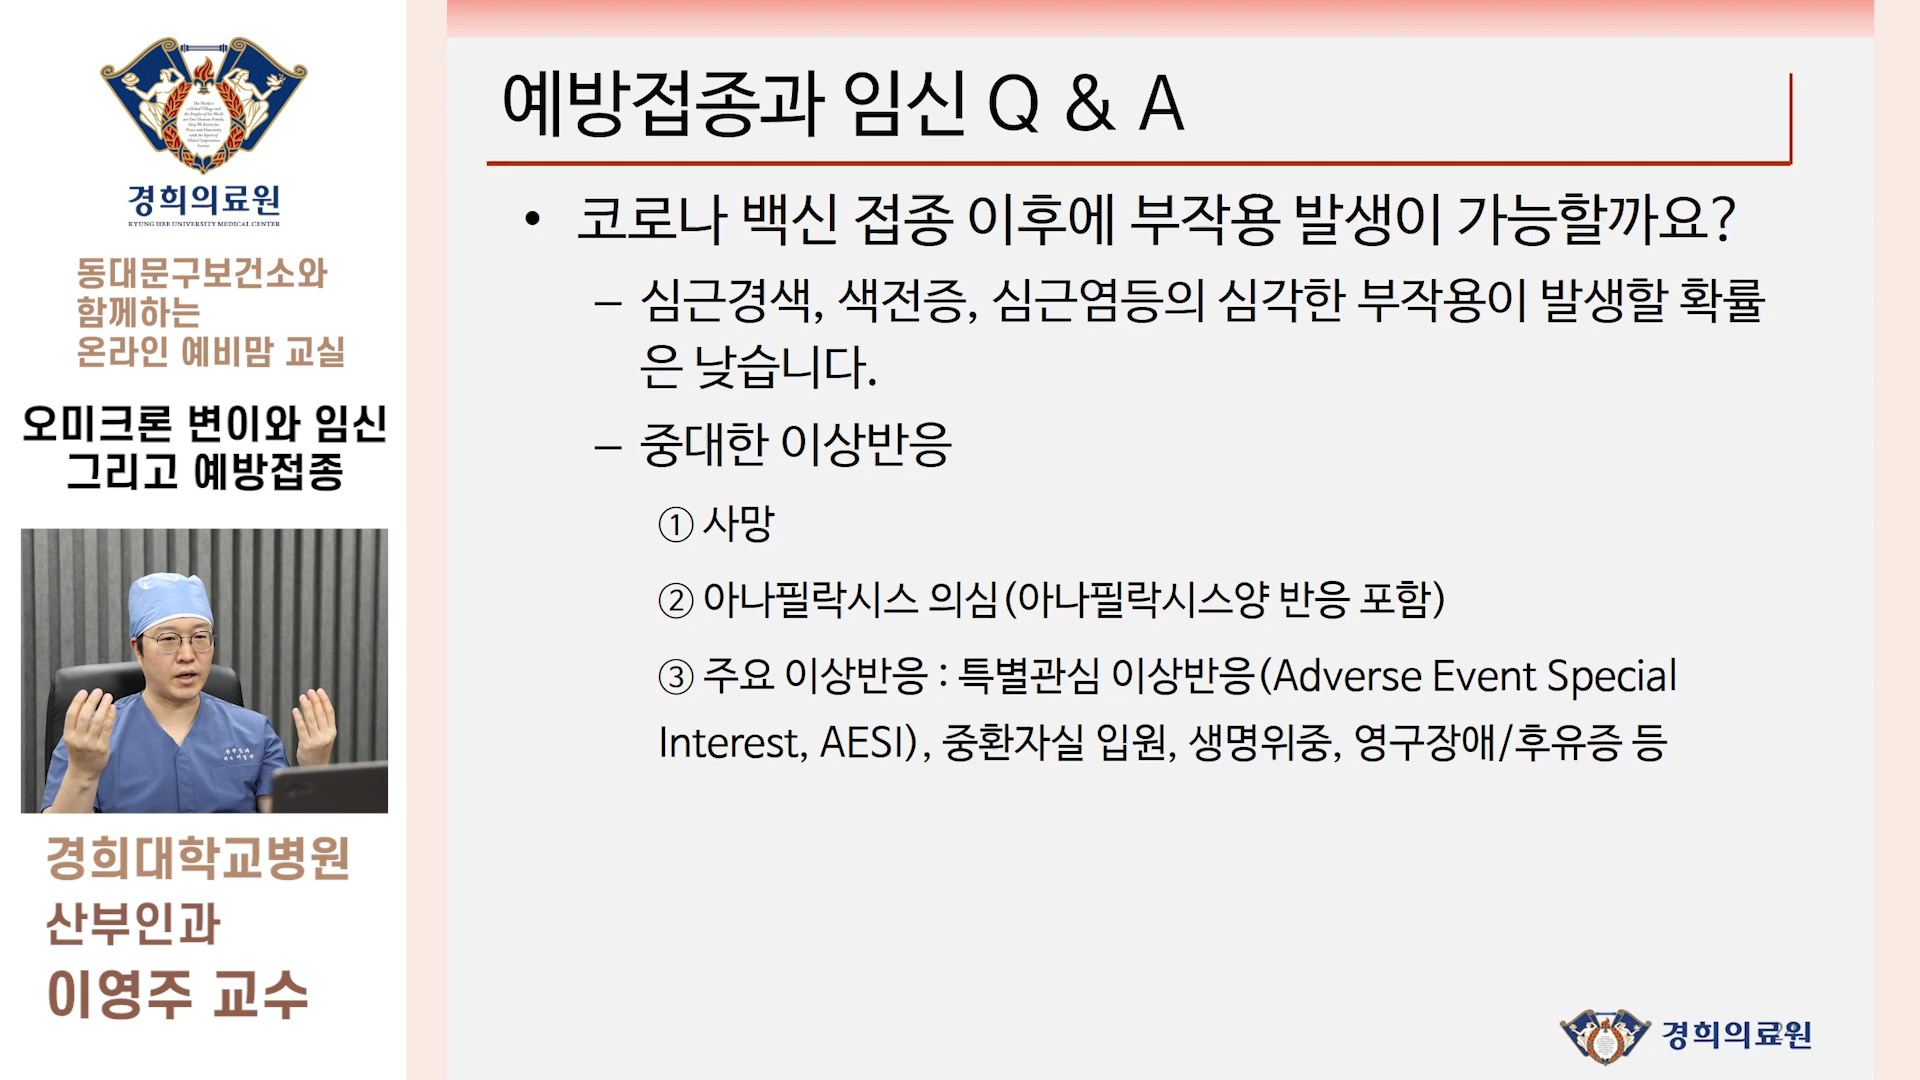 경희의료원
KYUNG HEE UNIVERSITY MEDICAL CENTER
동대문구보건소와
함께하는
온라인 예비맘 교실
오미크론 변이와 임신
그리고 예방접종
경희대학교병원
산부인과
이영주 교수
예방접종과 임신 Q & A
• 코로나 백신 접종 이후에 부작용 발생이 가능할까요?
– 심근경색, 색전증, 심근염등의 심각한 부작용이 발생할 확률
은 낮습니다.
– 중대한 이상반응
① 사망
② 아나필락시스 의심(아나필락시스양 반응 포함)
③ 주요 이상반응 : 특별관심 이상반응(Adverse Event Special
Interest, AESI), 중환자실 입원, 생명위중, 영구장애/후유증 등
경희의료원